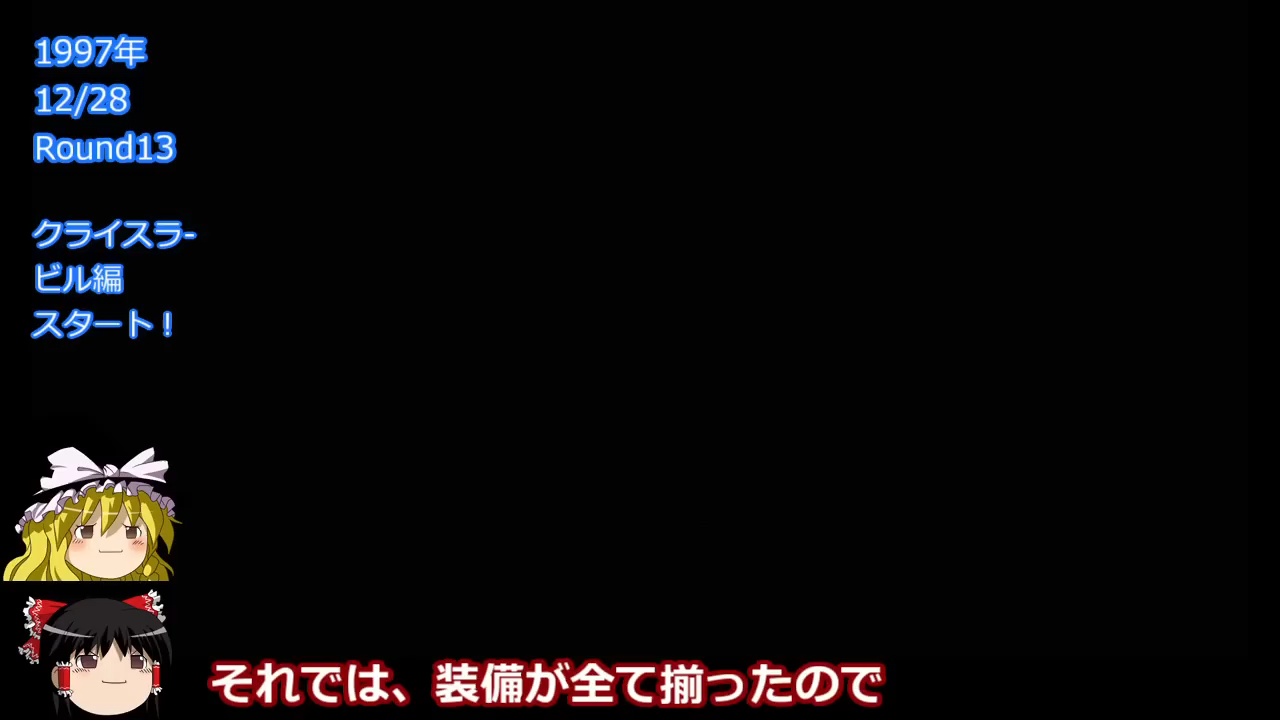 1997年
12/28
Round13
クライスラ-
ビル編
スタート！
それでは、装備が全て揃ったので